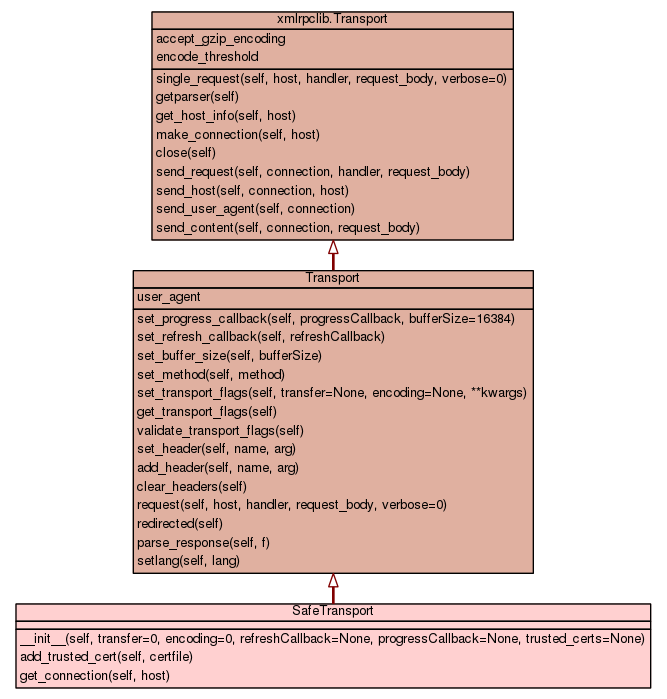 xmlrpclib.Transport
accept_gzip_encoding
encode_threshold
single_request(self, host, handler, request_body, verbose=0)
getparser(self)
get_host_info(self, host)
make_connection(self, host)
close(self)
send_request(self, connection, handler, request_body)
send_host(self, connection, host)
send_user_agent(self, connection)
send_content(self, connection, request_body)
Transport
user_agent
set_progress_callback(self, progressCallback, bufferSize=16384)
set_refresh_callback(self, refreshCallback)
set_buffer_size(self, bufferSize)
set_method(self, method)
set_transport_flags(self, transfer=None, encoding=None, **kwargs)
get_transport_flags(self)
validate_transport_flags(self)
set_header(self, name, arg)
add_header(self, name, arg)
clear_headers(self)
request(self, host, handler, request_body, verbose=0)
redirected(self)
parse_response(self, f)
setlang(self, lang)
SafeTransport
__init__(self, transfer=0, encoding=0, refreshCallback=None, progressCallback=None, trusted_certs=None)
add_trusted_cert(self, certfile)
get_connection(self, host)